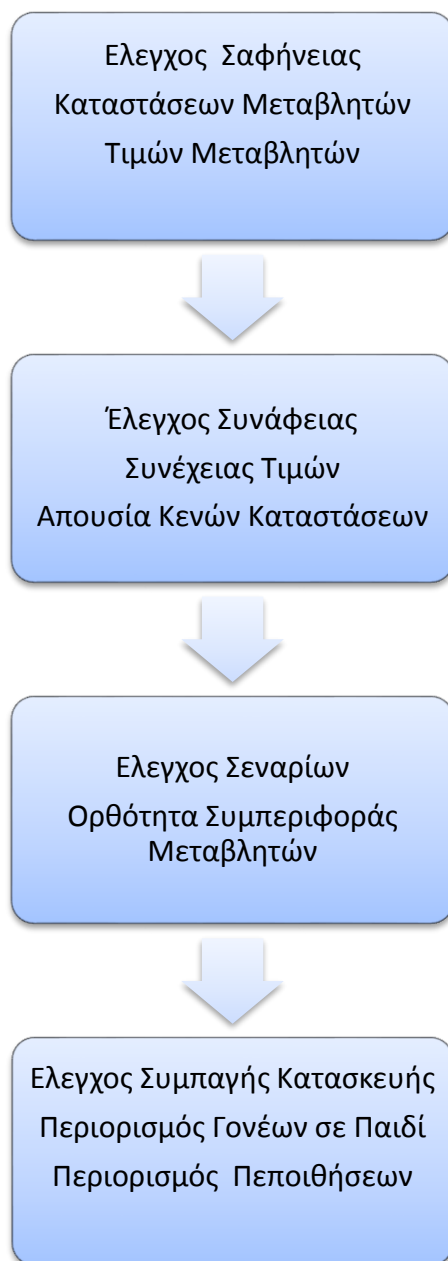 Ελεγχος Σαφήνειας
Καταστάσεων Μεταβλητών
Τιμών Μεταβλητών
Έλεγχος Συνάφειας
Συνέχειας Τιμών
Απουσία Κενών Καταστάσεων
Ελεγχος Σεναρίων
Ορθότητα Συμπεριφοράς
Μεταβλητών
Ελεγχος Συμπαγής Κατασκευής
Περιορισμός Γονέων σε Παιδί
Περιορισμός Πεποιθήσεων